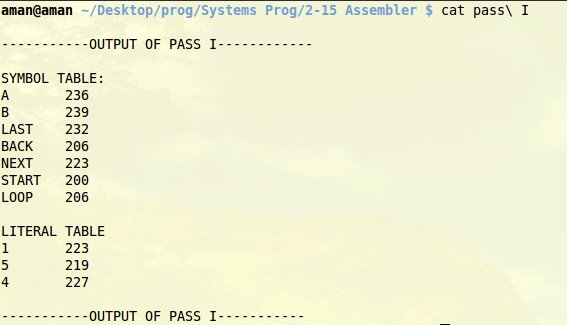 aman@aman ~/Desktop/prog/Systems Prog/2-15 Assembler $ cat pass\ I
-----------OUTPUT OF PASS I------------
SYMBOL TABLE:
A       236
B       239
LAST    232
BACK    206
NEXT    223
START   200
LOOP    206
LITERAL TABLE
1       223
5       219
4       227
-----------OUTPUT OF PASS I-----------